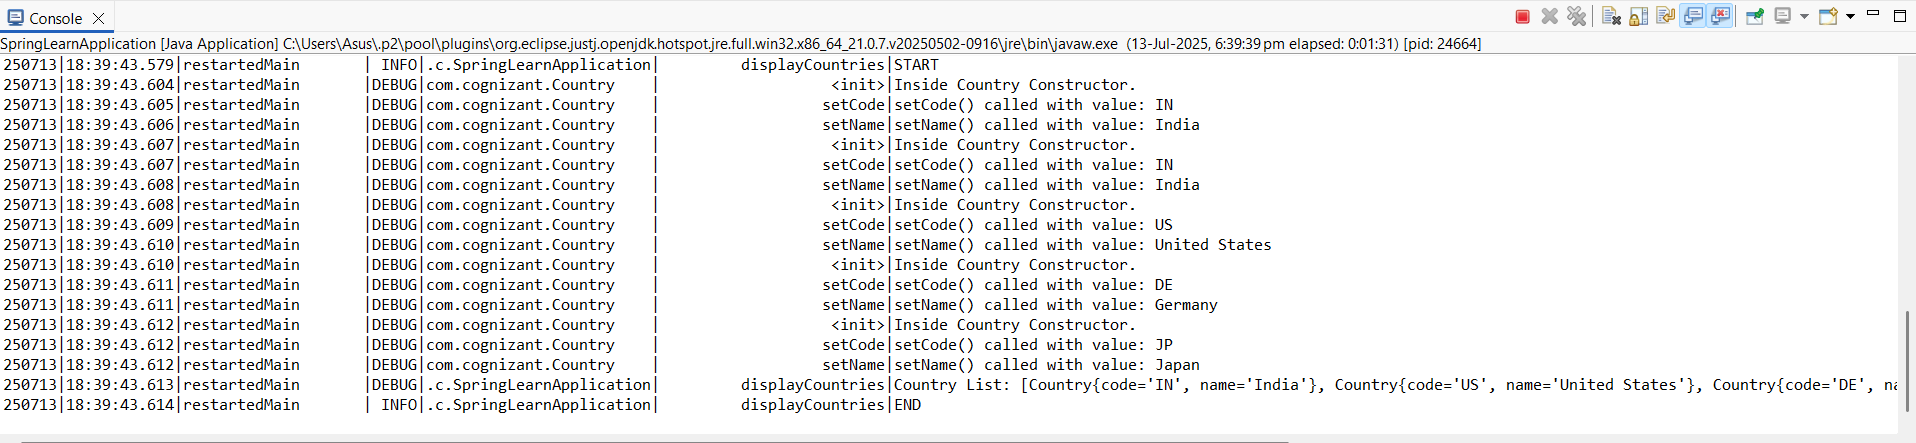 Console
SpringLearnApplication [Java Application] C:\Users\Asus\.p2\pool\plugins\org.eclipse.justj.openjdk.hotspot.jre.full.win32.x86_64_21.0.7.v20250502-0916\jre\bin\javaw.exe (13-Jul-2025, 6:39:39 pm elapsed: 0:01:31) [pid: 24664]
250713|18:39:43.579|restartedMain | INFO|.c.SpringLearnApplication| displayCountries|START
250713|18:39:43.604|restartedMain |DEBUG|com.cognizant.Country | <init>|Inside Country Constructor.
250713|18:39:43.605|restartedMain |DEBUG|com.cognizant.Country | setCode|setCode() called with value: IN
250713|18:39:43.606|restartedMain |DEBUG|com.cognizant.Country | setName|setName() called with value: India
250713|18:39:43.607|restartedMain |DEBUG|com.cognizant.Country | <init>|Inside Country Constructor.
250713|18:39:43.607|restartedMain |DEBUG|com.cognizant.Country | setCode|setCode() called with value: IN
250713|18:39:43.608|restartedMain |DEBUG|com.cognizant.Country | setName|setName() called with value: India
250713|18:39:43.608|restartedMain |DEBUG|com.cognizant.Country | <init>|Inside Country Constructor.
250713|18:39:43.609|restartedMain |DEBUG|com.cognizant.Country | setCode|setCode() called with value: US
250713|18:39:43.610|restartedMain |DEBUG|com.cognizant.Country | setName|setName() called with value: United States
250713|18:39:43.610|restartedMain |DEBUG|com.cognizant.Country | <init>|Inside Country Constructor.
250713|18:39:43.611|restartedMain |DEBUG|com.cognizant.Country | setCode|setCode() called with value: DE
250713|18:39:43.611|restartedMain |DEBUG|com.cognizant.Country | setName|setName() called with value: Germany
250713|18:39:43.612|restartedMain |DEBUG|com.cognizant.Country | <init>|Inside Country Constructor.
250713|18:39:43.612|restartedMain |DEBUG|com.cognizant.Country | setCode|setCode() called with value: JP
250713|18:39:43.612|restartedMain |DEBUG|com.cognizant.Country | setName|setName() called with value: Japan
250713|18:39:43.613|restartedMain |DEBUG|.c.SpringLearnApplication| displayCountries|Country List: [Country{code='IN', name='India'}, Country{code='US', name='United States'}, Country{code='DE', na
250713|18:39:43.614|restartedMain | INFO|.c.SpringLearnApplication| displayCountries|END